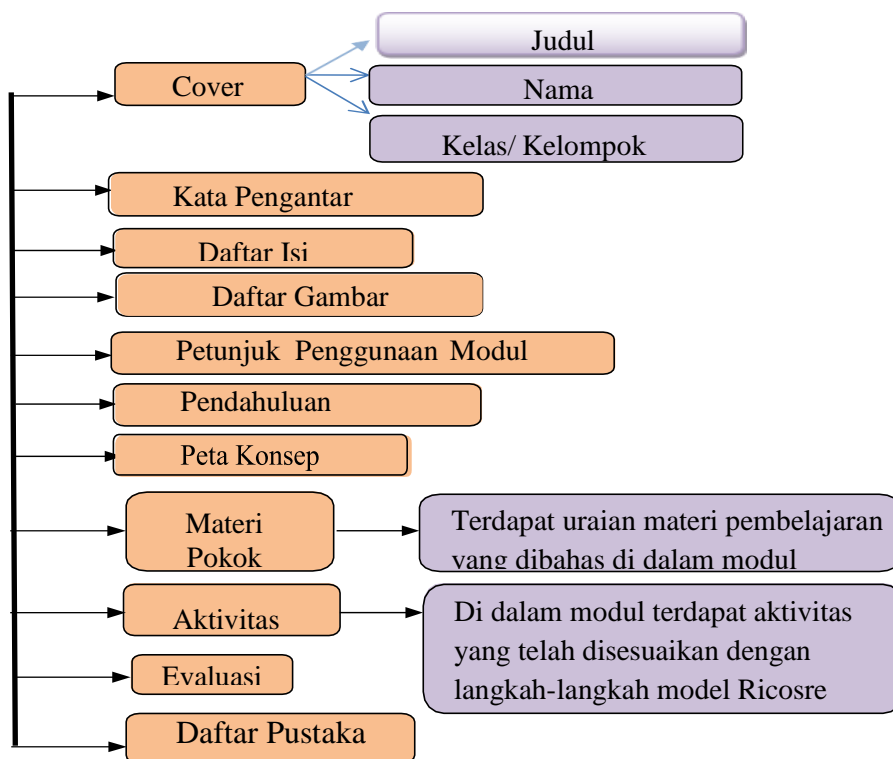 Judul
Cover
Nama
Kelas/ Kelompok
Kata Pengantar
Daftar Isi
Daftar Gambar
Petunjuk Penggunaan Modul
Pendahuluan
Peta Konsep
Materi
Pokok
Terdapat uraian materi pembelajaran
yang dibahas di dalam modul
Aktivitas
Di dalam modul terdapat aktivitas
yang telah disesuaikan dengan
langkah-langkah model Ricosre
Evaluasi
Daftar Pustaka